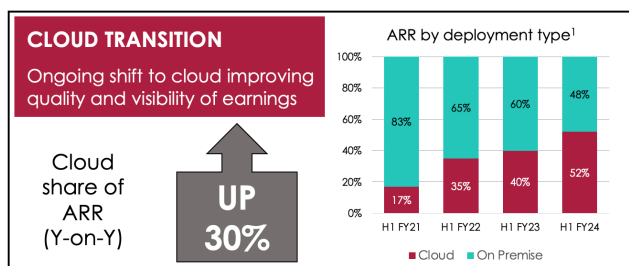 CLOUD TRANSITION
Ongoing shift to cloud improving
quality and visibility of earnings
Cloud
share of
ARR
(Y-on-Y)
UP
30%
ARR by deployment type¹
100%
80%
60%
40%
20%
0%
83%
65%
60%
48%
17%
35%
40%
52%
H1 FY21 H1 FY22 H1 FY23 H1 FY24
Cloud On Premise